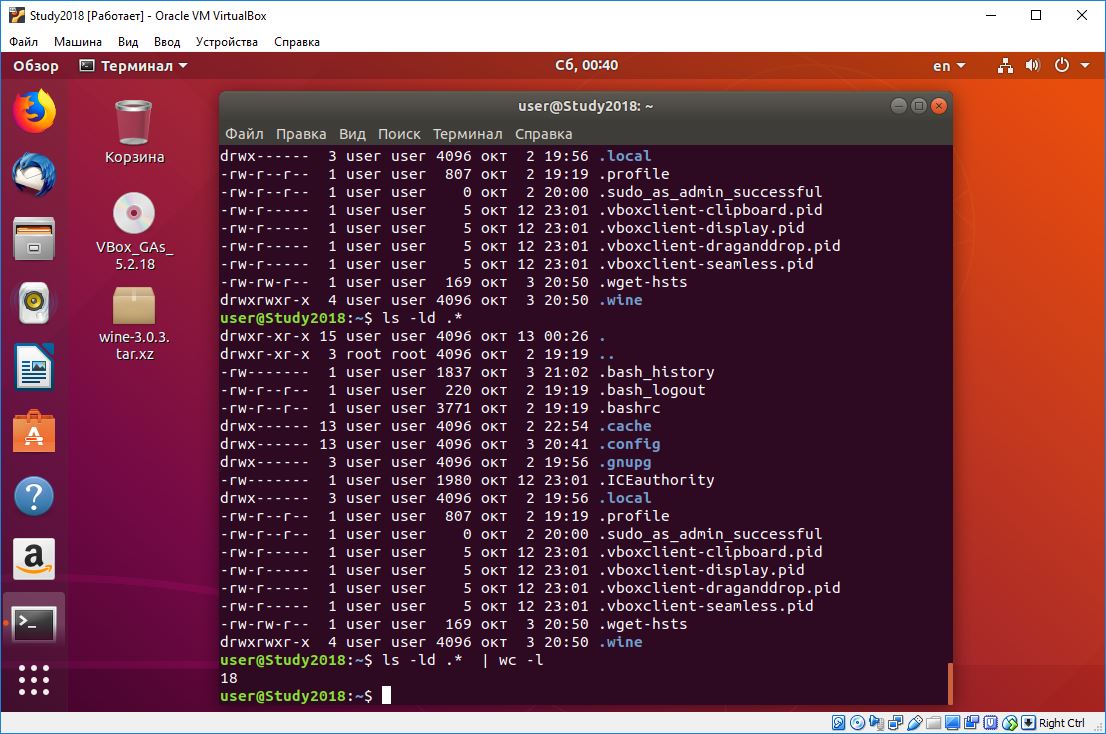 Study2018 [Работает] - Oracle VM VirtualBox
Файл Машина Вид Ввод Устройства Справка
Обзор Терминал Сб, 00:40 en
user@Study2018: ~
Файл Правка Вид Поиск Терминал Справка
Корзина
VBox_GAs_
5.2.18
wine-3.0.3.
tar.xz
a
drwx------  3 user user 4096 окт  2 19:56 .local
-rw-r--r--  1 user user  807 окт  2 19:19 .profile
-rw-r--r--  1 user user    0 окт  2 20:00 .sudo_as_admin_successful
-rw-r-----  1 user user    5 окт 12 23:01 .vboxclient-clipboard.pid
-rw-r-----  1 user user    5 окт 12 23:01 .vboxclient-display.pid
-rw-r-----  1 user user    5 окт 12 23:01 .vboxclient-draganddrop.pid
-rw-r-----  1 user user    5 окт 12 23:01 .vboxclient-seamless.pid
-rw-rw-r--  1 user user  169 окт  3 20:50 .wget-hsts
drwxrwxr-x  4 user user 4096 окт  3 20:50 .wine
user@Study2018:~$ ls -ld .*
drwxr-xr-x 15 user user 4096 окт 13 00:26 .
drwxr-xr-x  3 root root 4096 окт  2 19:19 ..
-rw-------  1 user user 1837 окт  3 21:02 .bash_history
-rw-r--r--  1 user user  220 окт  2 19:19 .bash_logout
-rw-r--r--  1 user user 3771 окт  2 19:19 .bashrc
drwx------ 13 user user 4096 окт  2 22:54 .cache
drwx------ 13 user user 4096 окт  3 20:41 .config
drwx------  3 user user 4096 окт  2 19:56 .gnupg
-rw-------  1 user user 1980 окт 12 23:01 .ICEauthority
drwx------  3 user user 4096 окт  2 19:56 .local
-rw-r--r--  1 user user  807 окт  2 19:19 .profile
-rw-r--r--  1 user user    0 окт  2 20:00 .sudo_as_admin_successful
-rw-r-----  1 user user    5 окт 12 23:01 .vboxclient-clipboard.pid
-rw-r-----  1 user user    5 окт 12 23:01 .vboxclient-display.pid
-rw-r-----  1 user user    5 окт 12 23:01 .vboxclient-draganddrop.pid
-rw-r-----  1 user user    5 окт 12 23:01 .vboxclient-seamless.pid
-rw-rw-r--  1 user user  169 окт  3 20:50 .wget-hsts
drwxrwxr-x  4 user user 4096 окт  3 20:50 .wine
user@Study2018:~$ ls -ld .*  | wc -l
18
user@Study2018:~$
Right Ctrl